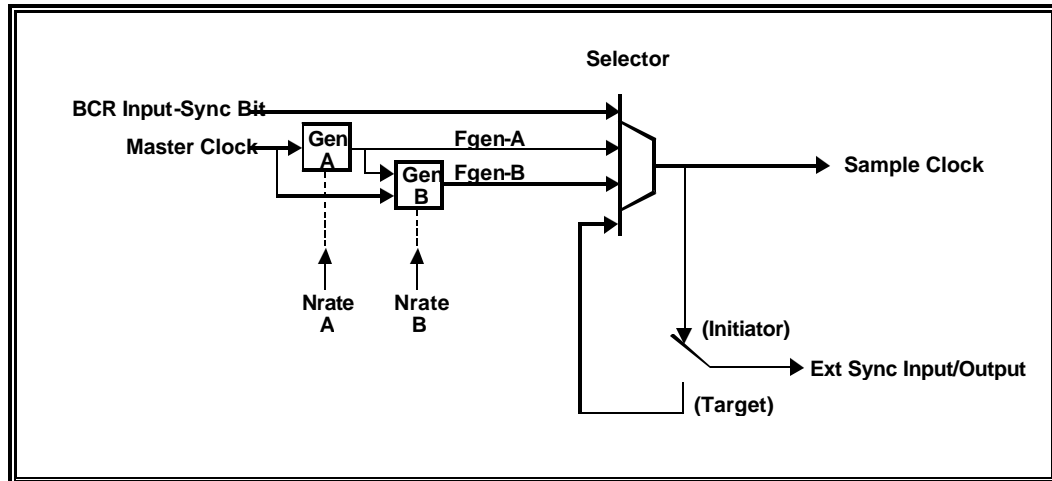 Selector
BCR Input-Sync Bit
Master Clock
Gen
A
Fgen-A
Gen
B
Fgen-B
Sample Clock
Nrate
A
Nrate
B
(Initiator)
Ext Sync Input/Output
(Target)